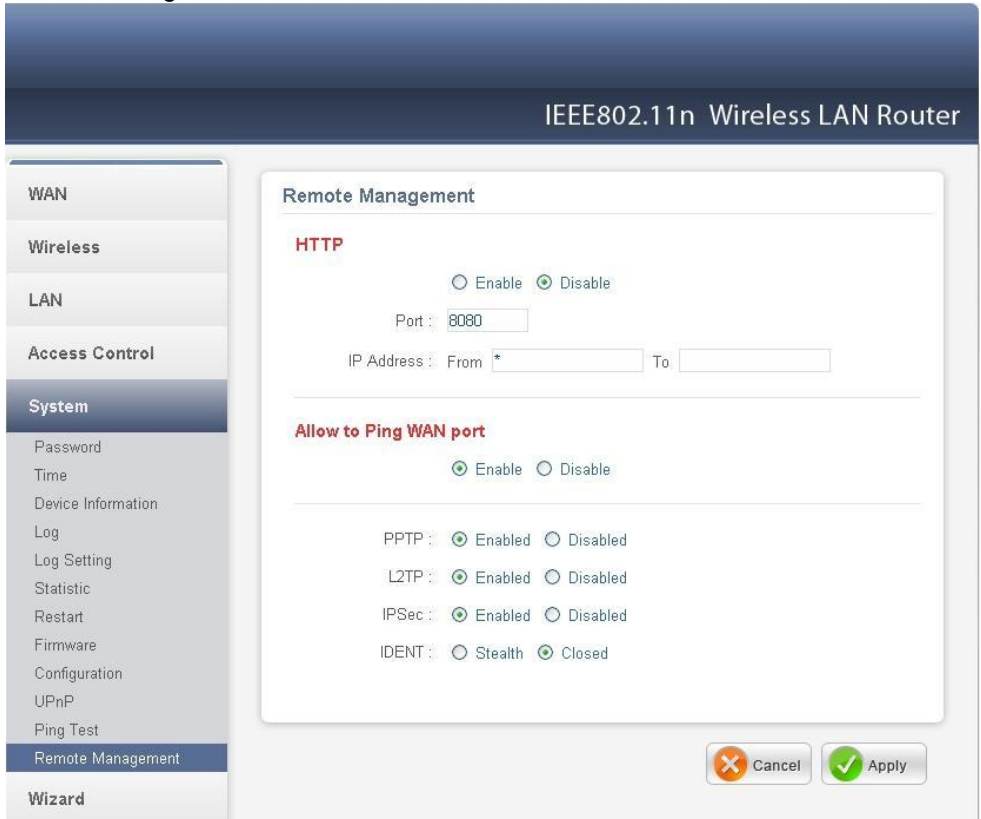 IEEE802.11n Wireless LAN Router
WAN
Wireless
LAN
Access Control
System
Password
Time
Device Information
Log
Log Setting
Statistic
Restart
Firmware
Configuration
UPnP
Ping Test
Remote Management
Wizard
Remote Management
HTTP
Enable Disable
Port : 8080
IP Address : From * To
Allow to Ping WAN port
Enable Disable
PPTP : Enabled Disabled
L2TP : Enabled Disabled
IPSec : Enabled Disabled
IDENT : Stealth Closed
Cancel Apply